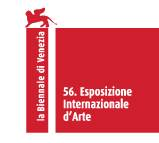 la Biennale di Venezia
56. Esposizione
Internazionale
d'Arte